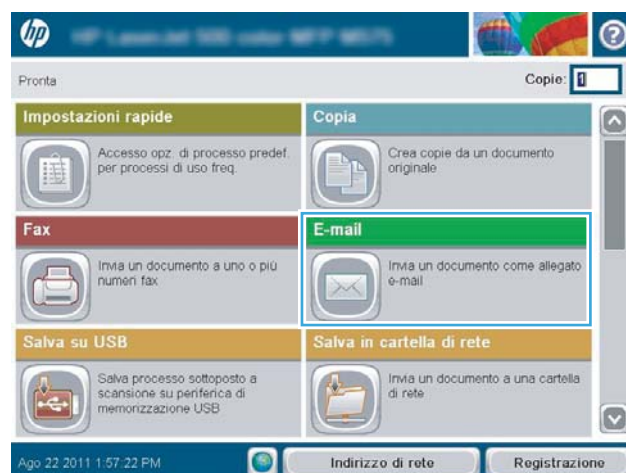 hp
?
Pronta
Copie: 1
Impostazioni rapide
Accesso opz. di processo predef.
per processi di uso freq.
Copia
Crea copie da un documento
originale
Fax
Invia un documento a uno o più
numeri fax
E-mail
Invia un documento come allegato
e-mail
Salva su USB
Salva processo sottoposto a
scansione su periferica di
memorizzazione USB
Salva in cartella di rete
Invia un documento a una cartella
di rete
Ago 22 2011 1:57:22 PM
Indirizzo di rete
Registrazione